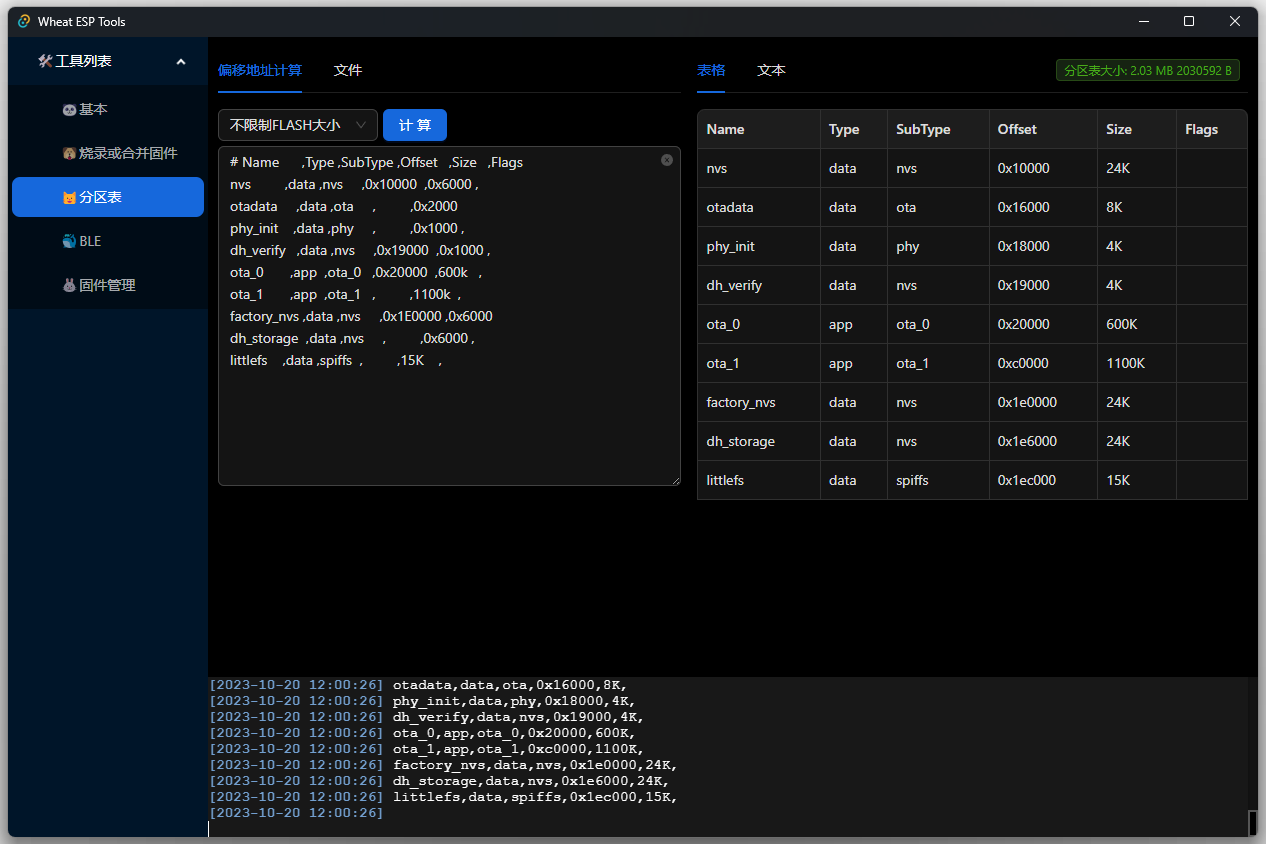 Wheat ESP Tools
工具列表
基本
烧录或合并固件
分区表
BLE
固件管理
偏移地址计算 文件
不限制FLASH大小 计 算
# Name ,Type ,SubType ,Offset ,Size ,Flags
nvs ,data ,nvs ,0x10000 ,0x6000 ,
otadata ,data ,ota , ,0x2000
phy_init ,data ,phy , ,0x1000 ,
dh_verify ,data ,nvs ,0x19000 ,0x1000 ,
ota_0 ,app ,ota_0 ,0x20000 ,600k ,
ota_1 ,app ,ota_1 , ,1100k ,
factory_nvs ,data ,nvs ,0x1E0000 ,0x6000
dh_storage ,data ,nvs , ,0x6000 ,
littlefs ,data ,spiffs , ,15K ,
表格 文本 分区表大小: 2.03 MB 2030592 B
Name Type SubType Offset Size Flags
nvs data nvs 0x10000 24K
otadata data ota 0x16000 8K
phy_init data phy 0x18000 4K
dh_verify data nvs 0x19000 4K
ota_0 app ota_0 0x20000 600K
ota_1 app ota_1 0xc0000 1100K
factory_nvs data nvs 0x1e0000 24K
dh_storage data nvs 0x1e6000 24K
littlefs data spiffs 0x1ec000 15K
[2023-10-20 12:00:26] otadata,data,ota,0x16000,8K,
[2023-10-20 12:00:26] phy_init,data,phy,0x18000,4K,
[2023-10-20 12:00:26] dh_verify,data,nvs,0x19000,4K,
[2023-10-20 12:00:26] ota_0,app,ota_0,0x20000,600K,
[2023-10-20 12:00:26] ota_1,app,ota_1,0xc0000,1100K,
[2023-10-20 12:00:26] factory_nvs,data,nvs,0x1e0000,24K,
[2023-10-20 12:00:26] dh_storage,data,nvs,0x1e6000,24K,
[2023-10-20 12:00:26] littlefs,data,spiffs,0x1ec000,15K,
[2023-10-20 12:00:26]